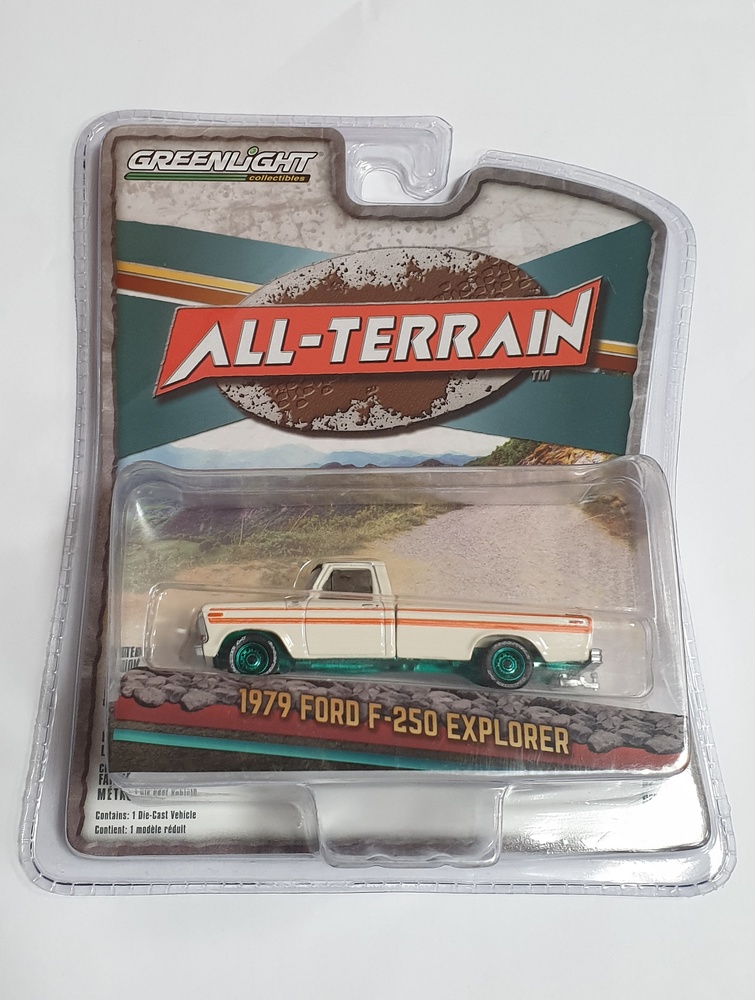 GREENLiGHT
collectibles
ALL-TERRAIN
TM
1979 FORD F-250 EXPLORER
Contains: 1 Die-Cast Vehicle
Contient: 1 modèle réduit